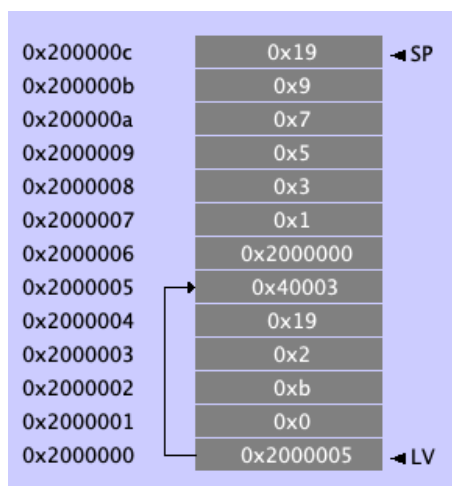 0x200000c 0x19 SP
0x200000b 0x9
0x200000a 0x7
0x2000009 0x5
0x2000008 0x3
0x2000007 0x1
0x2000006 0x2000000
0x2000005 0x40003
0x2000004 0x19
0x2000003 0x2
0x2000002 0xb
0x2000001 0x0
0x2000000 0x2000005 LV